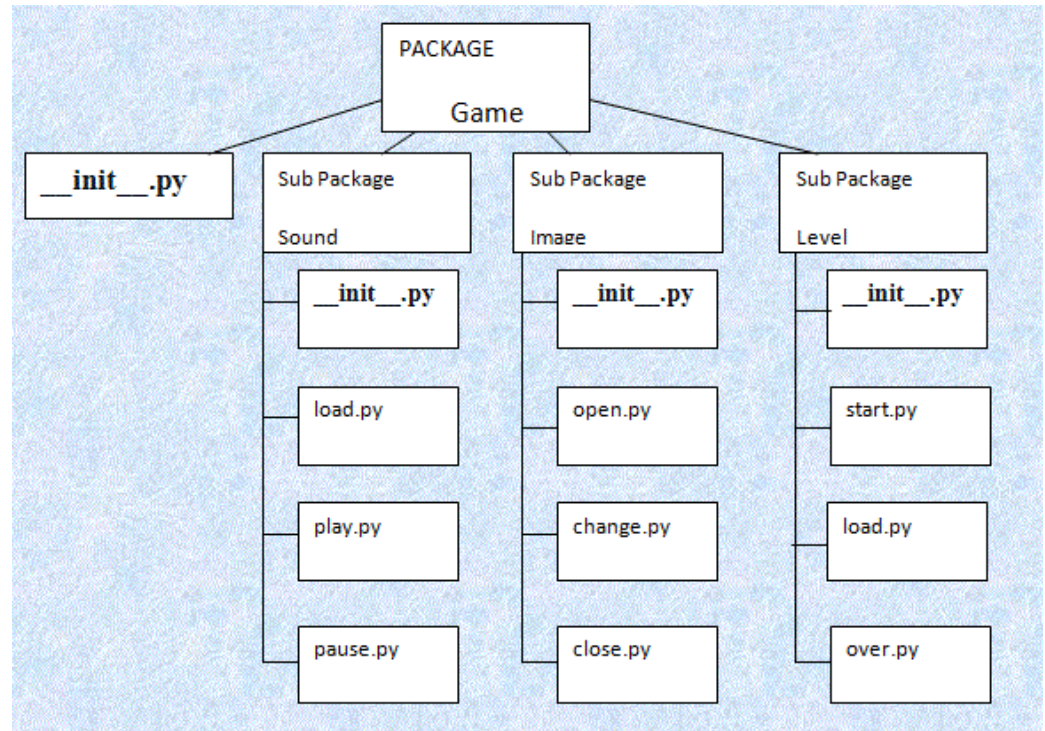 PACKAGE
Game
__init__.py
Sub Package
Sound
__init__.py
load.py
play.py
pause.py
Sub Package
Image
__init__.py
open.py
change.py
close.py
Sub Package
Level
__init__.py
start.py
load.py
over.py